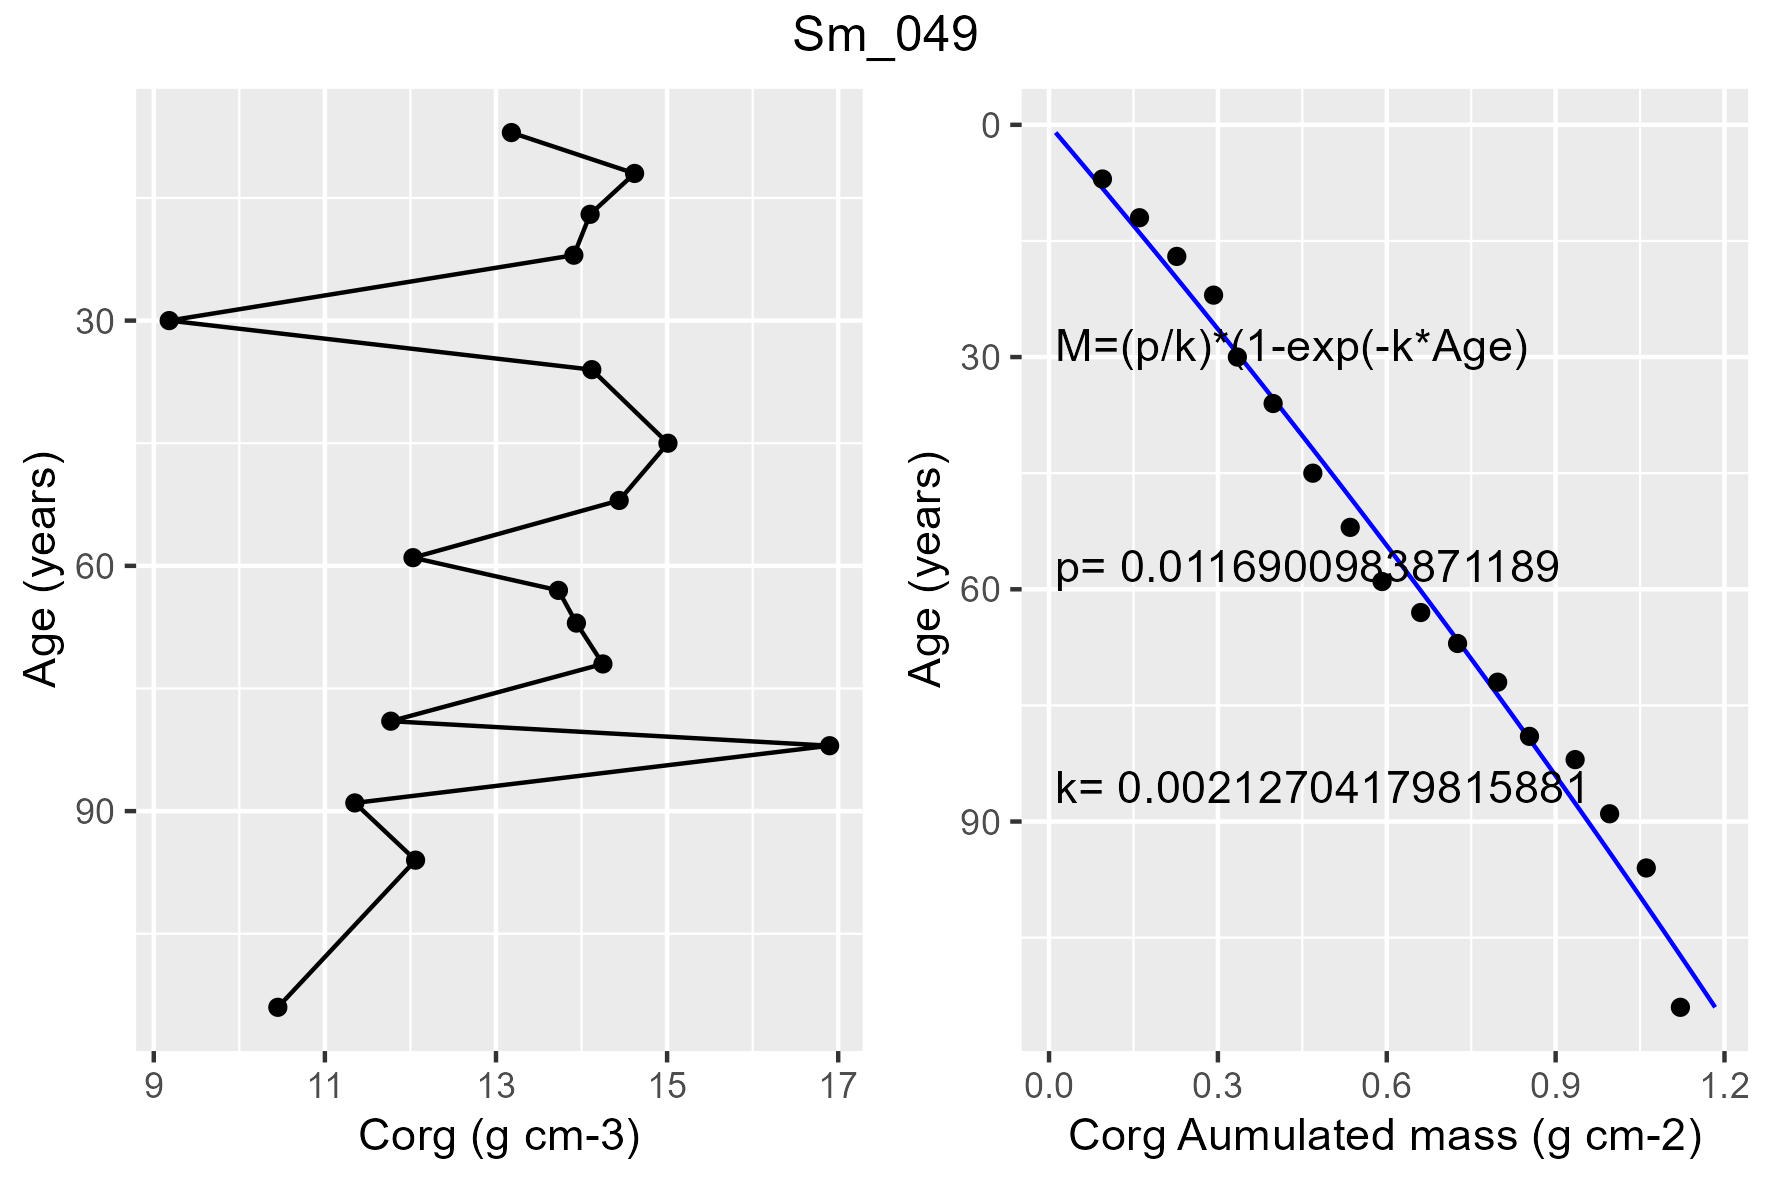 Sm_049
Age (years)
30
60
90
9
11
13
15
17
Corg (g cm-3)
Age (years)
0
30
60
90
M=(p/k)*(1-exp(-k*Age)
p= 0.0116900983871189
k= 0.00212704179815881
0.0
0.3
0.6
0.9
1.2
Corg Aumulated mass (g cm-2)